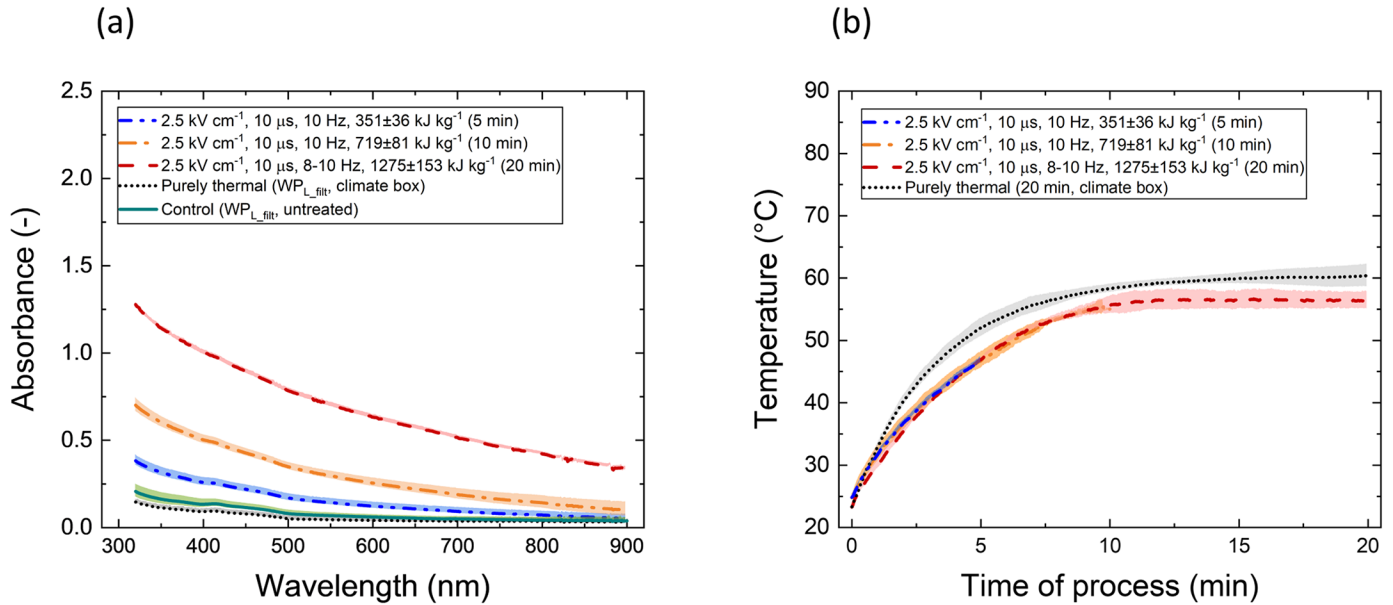 (a)
2.5 kV cm⁻¹, 10 µs, 10 Hz, 351±36 kJ kg⁻¹ (5 min)
2.5 kV cm⁻¹, 10 µs, 10 Hz, 719±81 kJ kg⁻¹ (10 min)
2.5 kV cm⁻¹, 10 µs, 8-10 Hz, 1275±153 kJ kg⁻¹ (20 min)
Purely thermal (WP_L_filt, climate box)
Control (WP_L_filt, untreated)
Absorbance (-)
2.5
2.0
1.5
1.0
0.5
0.0
300 400 500 600 700 800 900
Wavelength (nm)
(b)
2.5 kV cm⁻¹, 10 µs, 10 Hz, 351±36 kJ kg⁻¹ (5 min)
2.5 kV cm⁻¹, 10 µs, 10 Hz, 719±81 kJ kg⁻¹ (10 min)
2.5 kV cm⁻¹, 10 µs, 8-10 Hz, 1275±153 kJ kg⁻¹ (20 min)
Purely thermal (20 min, climate box)
Temperature (°C)
90
80
70
60
50
40
30
20
0 5 10 15 20
Time of process (min)